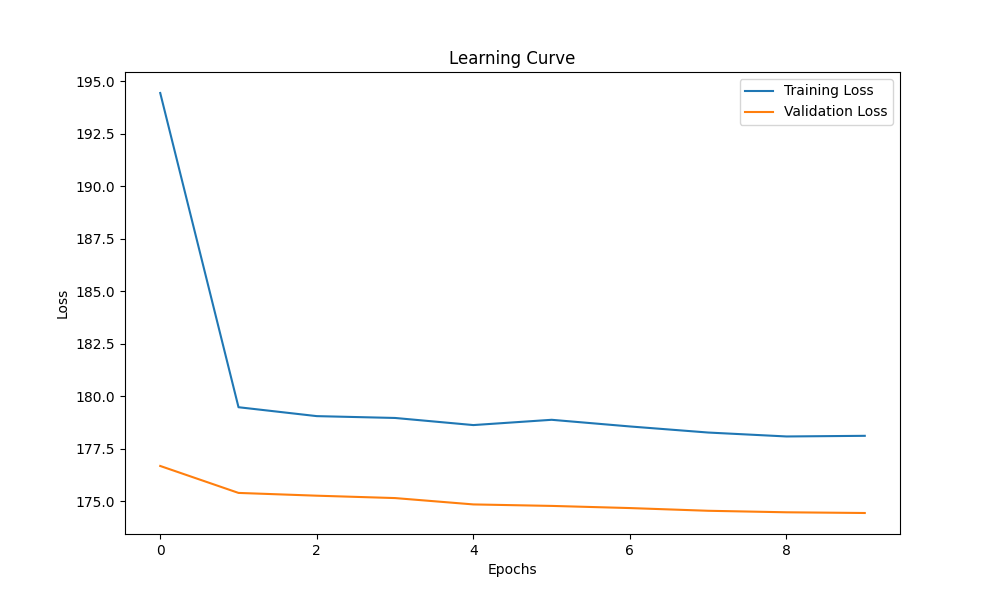 Learning Curve
Training Loss
Validation Loss
195.0
192.5
190.0
187.5
185.0
182.5
180.0
177.5
175.0
Loss
0 2 4 6 8
Epochs